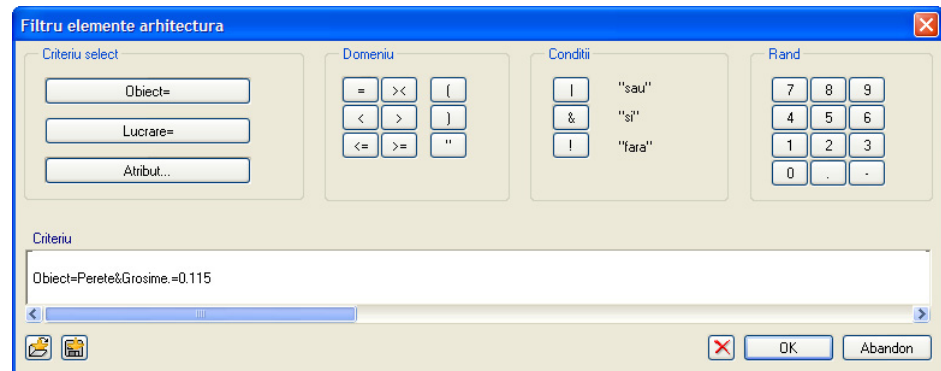 Filtru elemente arhitectura
Criteriu select
Obiect=
Lucrare=
Atribut...
Domeniu
= >< (
< > )
<= >= "
Conditii
| "sau"
& "si"
! "fara"
Rand
7 8 9
4 5 6
1 2 3
0 . -
Criteriu
Obiect=Perete&Grosime.=0.115
OK Abandon